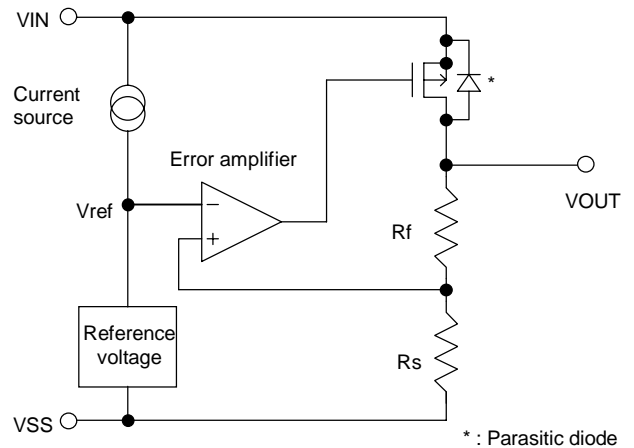 VIN
*
Current
source
Error amplifier
Vref
−
+
VOUT
Rf
Reference
voltage
Rs
VSS
* : Parasitic diode